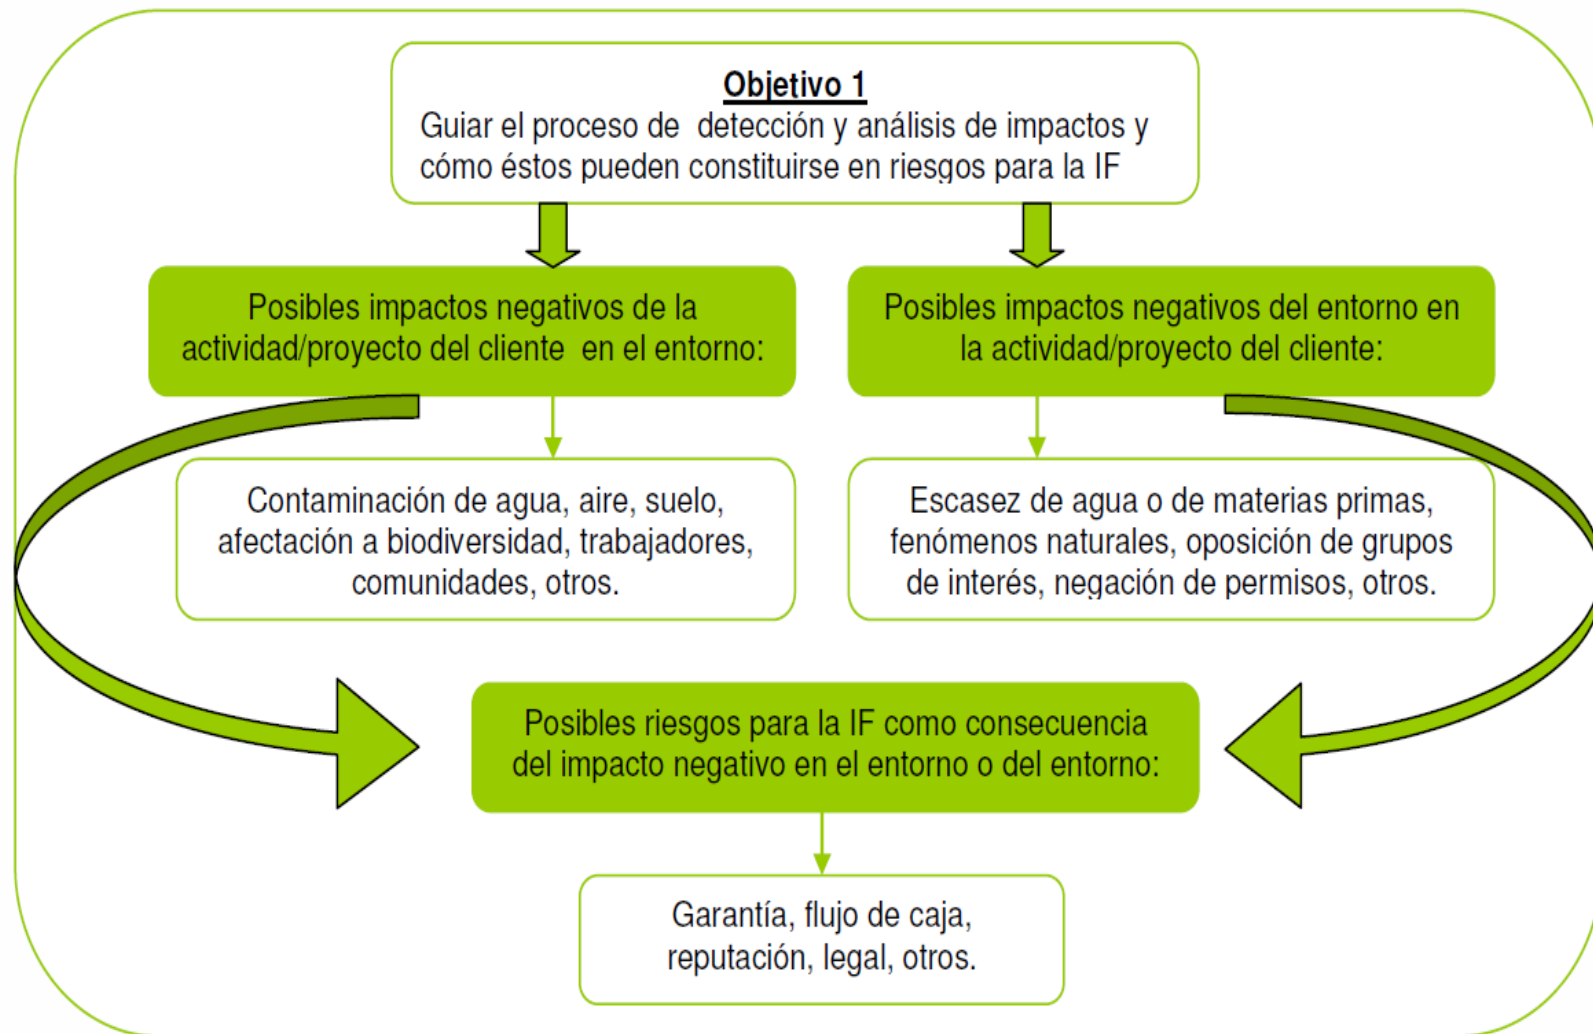 Objetivo 1
Guiar el proceso de detección y análisis de impactos y
cómo éstos pueden constituirse en riesgos para la IF
Posibles impactos negativos de la
actividad/proyecto del cliente en el entorno:
Posibles impactos negativos del entorno en
la actividad/proyecto del cliente:
Contaminación de agua, aire, suelo,
afectación a biodiversidad, trabajadores,
comunidades, otros.
Escasez de agua o de materias primas,
fenómenos naturales, oposición de grupos
de interés, negación de permisos, otros.
Posibles riesgos para la IF como consecuencia
del impacto negativo en el entorno o del entorno:
Garantía, flujo de caja,
reputación, legal, otros.